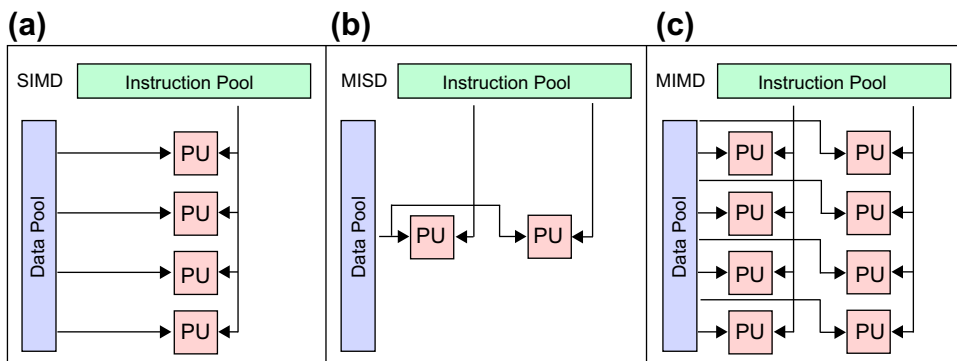 (a)
SIMD
Instruction Pool
Data Pool
PU
PU
PU
PU
(b)
MISD
Instruction Pool
Data Pool
PU
PU
(c)
MIMD
Instruction Pool
Data Pool
PU
PU
PU
PU
PU
PU
PU
PU